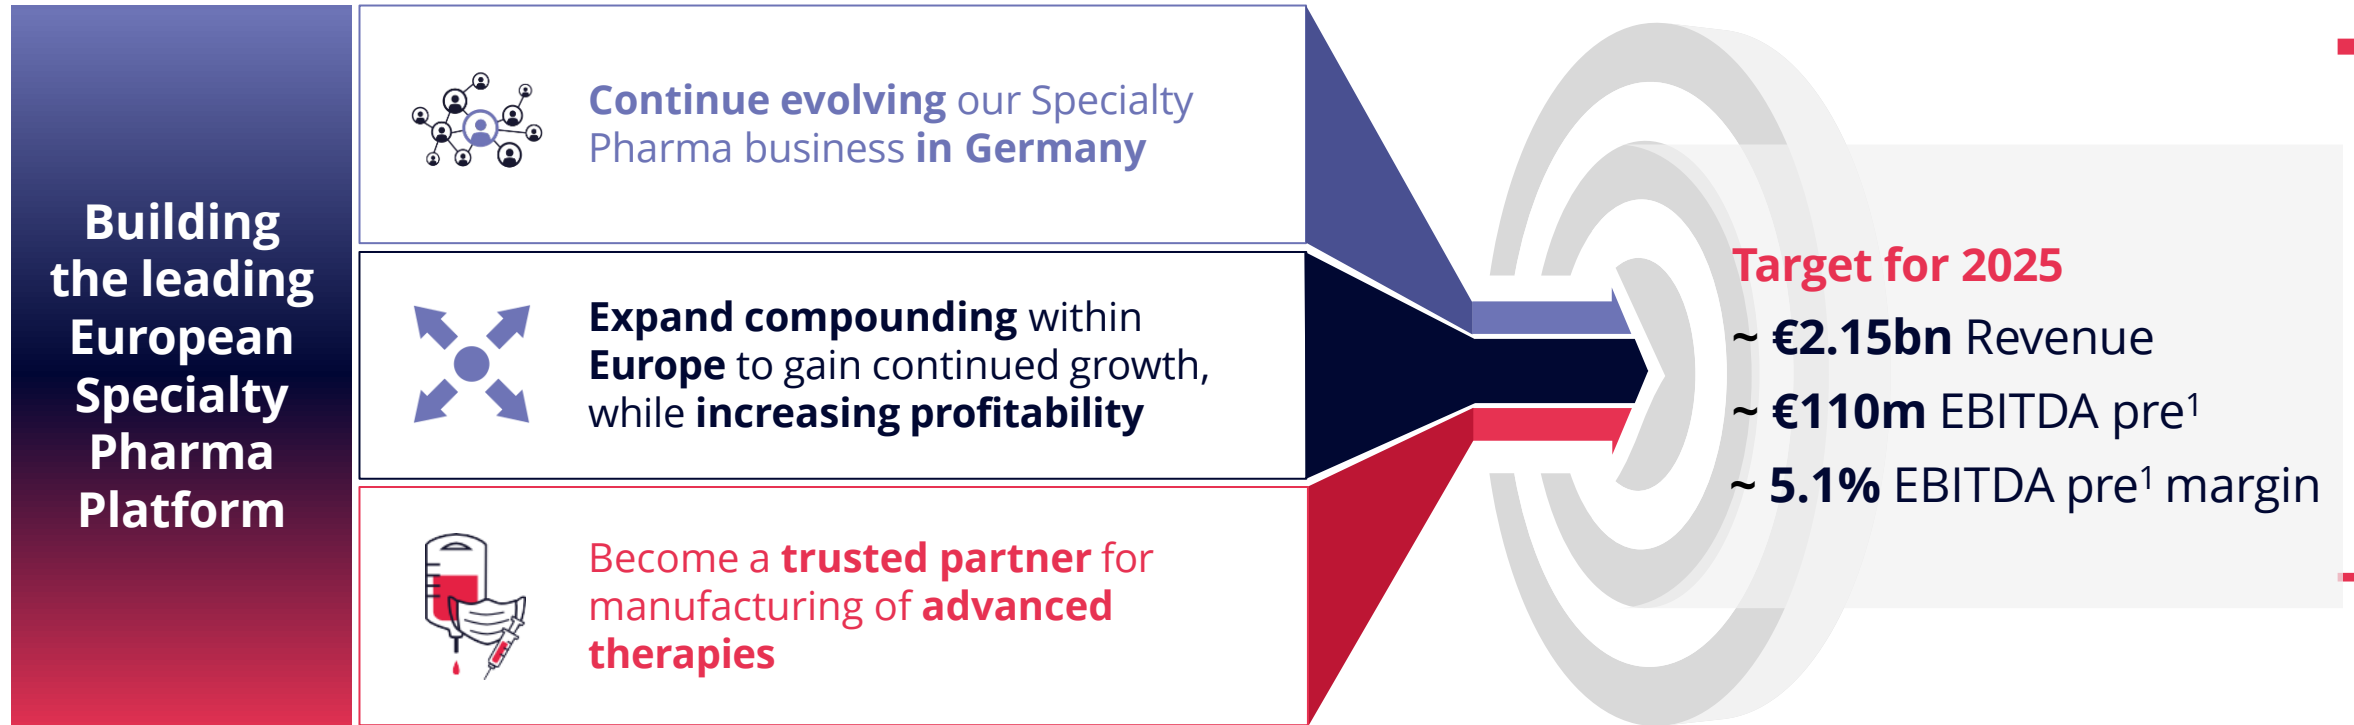 Building
the leading
European
Specialty
Pharma
Platform
Continue evolving our Specialty
Pharma business in Germany
Expand compounding within
Europe to gain continued growth,
while increasing profitability
Become a trusted partner for
manufacturing of advanced
therapies
Target for 2025
~ €2.15bn Revenue
~ €110m EBITDA pre¹
~ 5.1% EBITDA pre¹ margin